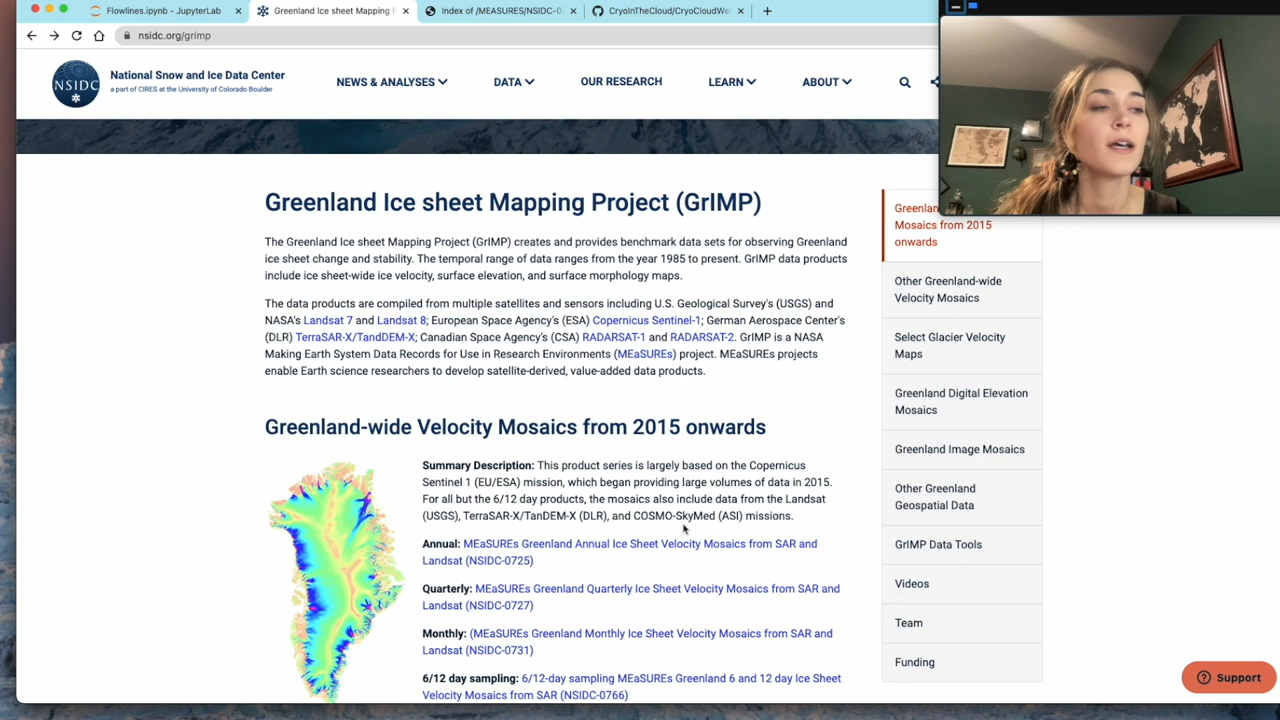 Flowlines.ipynb - JupyterLab
Greenland Ice sheet Mapping P
Index of /MEASURES/NSIDC-0
CryoInTheCloud/CryoCloudWe
nsidc.org/grimp
NSIDC
National Snow and Ice Data Center
a part of CIRES at the University of Colorado Boulder
NEWS & ANALYSES
DATA
OUR RESEARCH
LEARN
ABOUT
Greenland Ice sheet Mapping Project (GrIMP)
The Greenland Ice sheet Mapping Project (GrIMP) creates and provides benchmark data sets for observing Greenland
ice sheet change and stability. The temporal range of data ranges from the year 1985 to present. GrIMP data products
include ice sheet-wide ice velocity, surface elevation, and surface morphology maps.
The data products are compiled from multiple satellites and sensors including U.S. Geological Survey's (USGS) and
NASA's Landsat 7 and Landsat 8; European Space Agency's (ESA) Copernicus Sentinel-1; German Aerospace Center's
(DLR) TerraSAR-X/TandDEM-X; Canadian Space Agency's (CSA) RADARSAT-1 and RADARSAT-2. GrIMP is a NASA
Making Earth System Data Records for Use in Research Environments (MEaSUREs) project. MEaSUREs projects
enable Earth science researchers to develop satellite-derived, value-added data products.
Greenland-wide Velocity Mosaics from 2015 onwards
Summary Description: This product series is largely based on the Copernicus
Sentinel 1 (EU/ESA) mission, which began providing large volumes of data in 2015.
For all but the 6/12 day products, the mosaics also include data from the Landsat
(USGS), TerraSAR-X/TanDEM-X (DLR), and COSMO-SkyMed (ASI) missions.
Annual: MEaSUREs Greenland Annual Ice Sheet Velocity Mosaics from SAR and
Landsat (NSIDC-0725)
Quarterly: MEaSUREs Greenland Quarterly Ice Sheet Velocity Mosaics from SAR and
Landsat (NSIDC-0727)
Monthly: (MEaSUREs Greenland Monthly Ice Sheet Velocity Mosaics from SAR and
Landsat (NSIDC-0731)
6/12 day sampling: 6/12-day sampling MEaSUREs Greenland 6 and 12 day Ice Sheet
Velocity Mosaics from SAR (NSIDC-0766)
Greenlan
Mosaics from 2015
onwards
Other Greenland-wide
Velocity Mosaics
Select Glacier Velocity
Maps
Greenland Digital Elevation
Mosaics
Greenland Image Mosaics
Other Greenland
Geospatial Data
GrIMP Data Tools
Videos
Team
Funding
Support